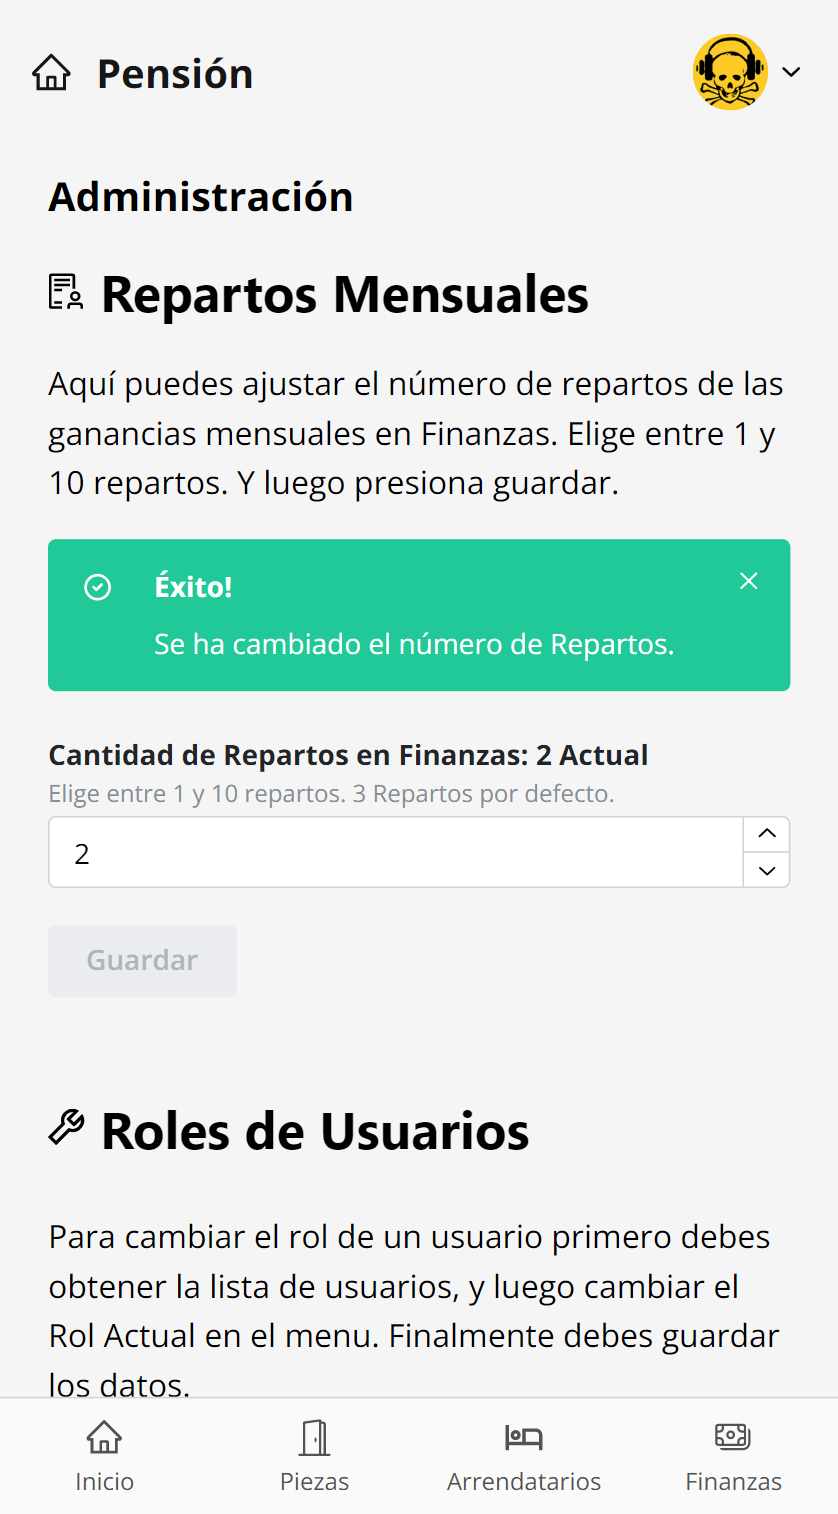 Pensión
Administración
Repartos Mensuales
Aquí puedes ajustar el número de repartos de las
ganancias mensuales en Finanzas. Elige entre 1 y
10 repartos. Y luego presiona guardar.
Éxito!
Se ha cambiado el número de Repartos.
Cantidad de Repartos en Finanzas: 2 Actual
Elige entre 1 y 10 repartos. 3 Repartos por defecto.
2
Guardar
Roles de Usuarios
Para cambiar el rol de un usuario primero debes
obtener la lista de usuarios, y luego cambiar el
Rol Actual en el menu. Finalmente debes guardar
los datos.
Inicio
Piezas
Arrendatarios
Finanzas